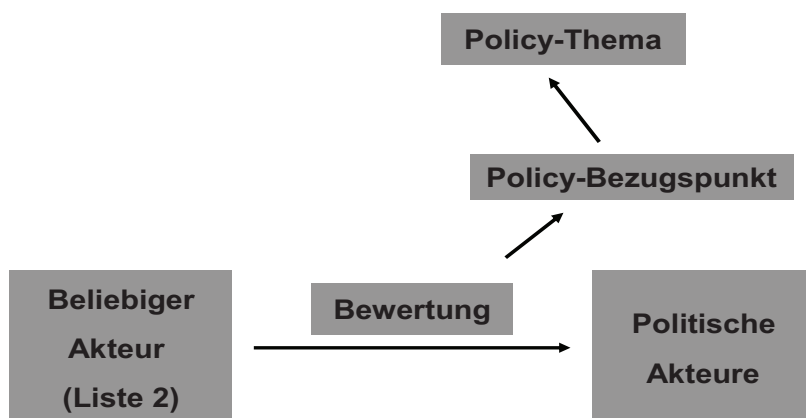 Policy-Thema
Policy-Bezugspunkt
Beliebiger
Akteur
(Liste 2)
Bewertung
Politische
Akteure